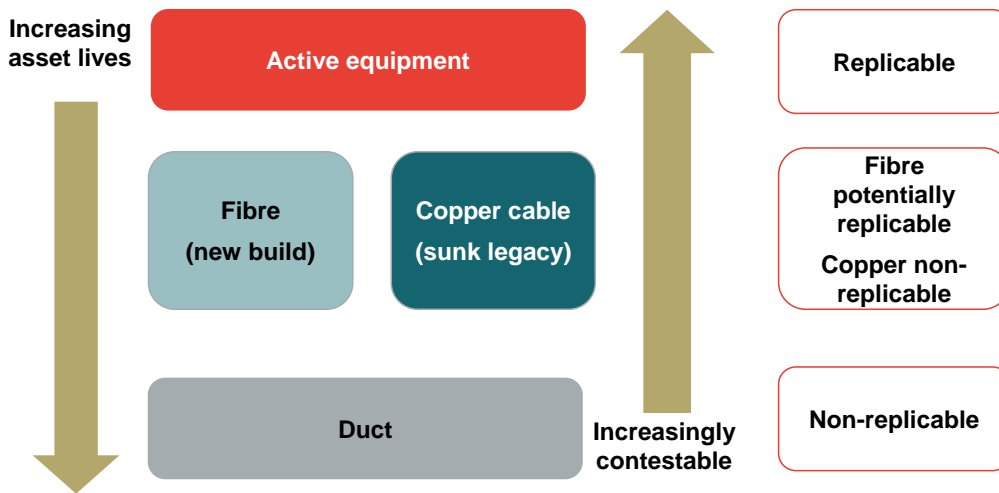 Increasing
asset lives
Active equipment
Replicable
Fibre
(new build)
Copper cable
(sunk legacy)
Fibre
potentially
replicable
Copper non-
replicable
Duct
Increasingly
contestable
Non-replicable